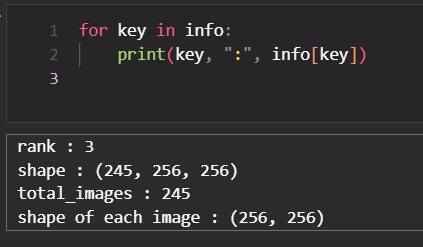 1 for key in info:
2 print(key, ":", info[key])
3
rank : 3
shape : (245, 256, 256)
total_images : 245
shape of each image : (256, 256)